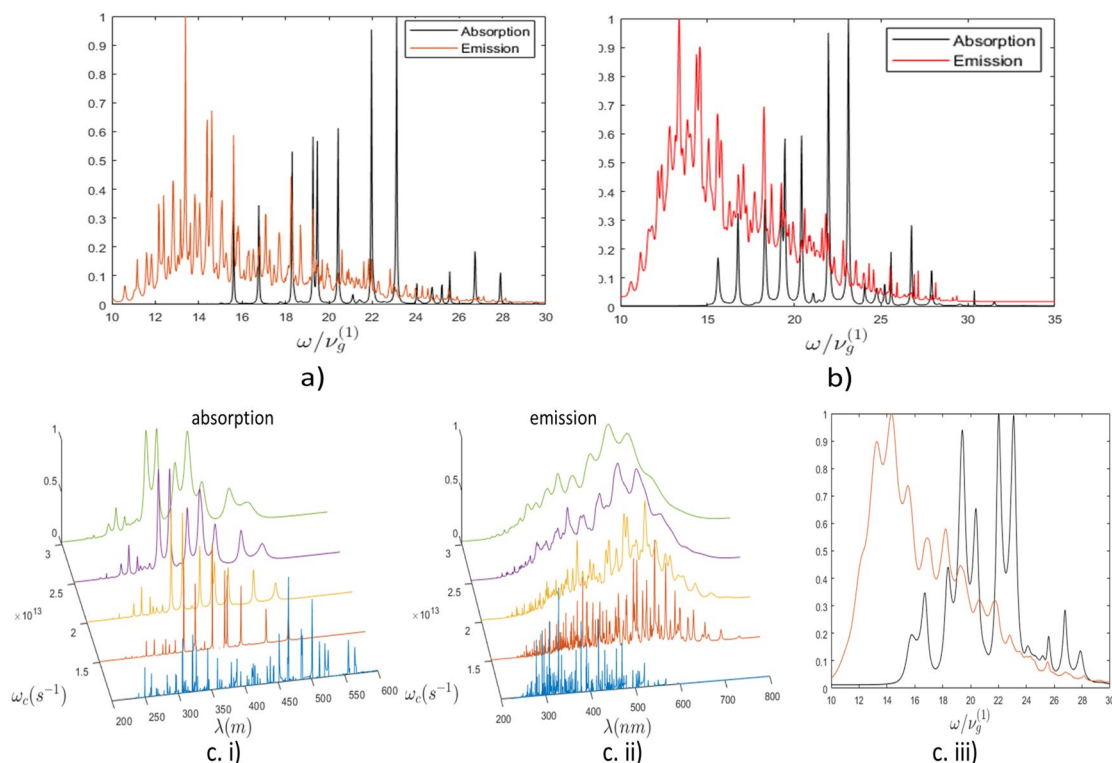 1
0.9
0.8
0.7
0.6
0.5
0.4
0.3
0.2
0.1
0
10 12 14 16 18 20 22 24 26 28 30
Absorption
Emission
ω/ν_g^(1)
a)
1
0.9
0.8
0.7
0.6
0.5
0.4
0.3
0.2
0.1
0
10 15 20 25 30 35
Absorption
Emission
ω/ν_g^(1)
b)
absorption
1
0.5
0
3
2.5
×10^13
2
1.5
ω_c(s^-1)
200 250 300 350 400 450 500 550 600
λ(m)
c. i)
emission
1
0.5
0
3
2.5
×10^13
2
1.5
ω_c(s^-1)
200 300 400 500 600 700 800
λ(nm)
c. ii)
1
0.9
0.8
0.7
0.6
0.5
0.4
0.3
0.2
0.1
0
10 12 14 16 18 20 22 24 26 28 30
ω/ν_g^(1)
c. iii)